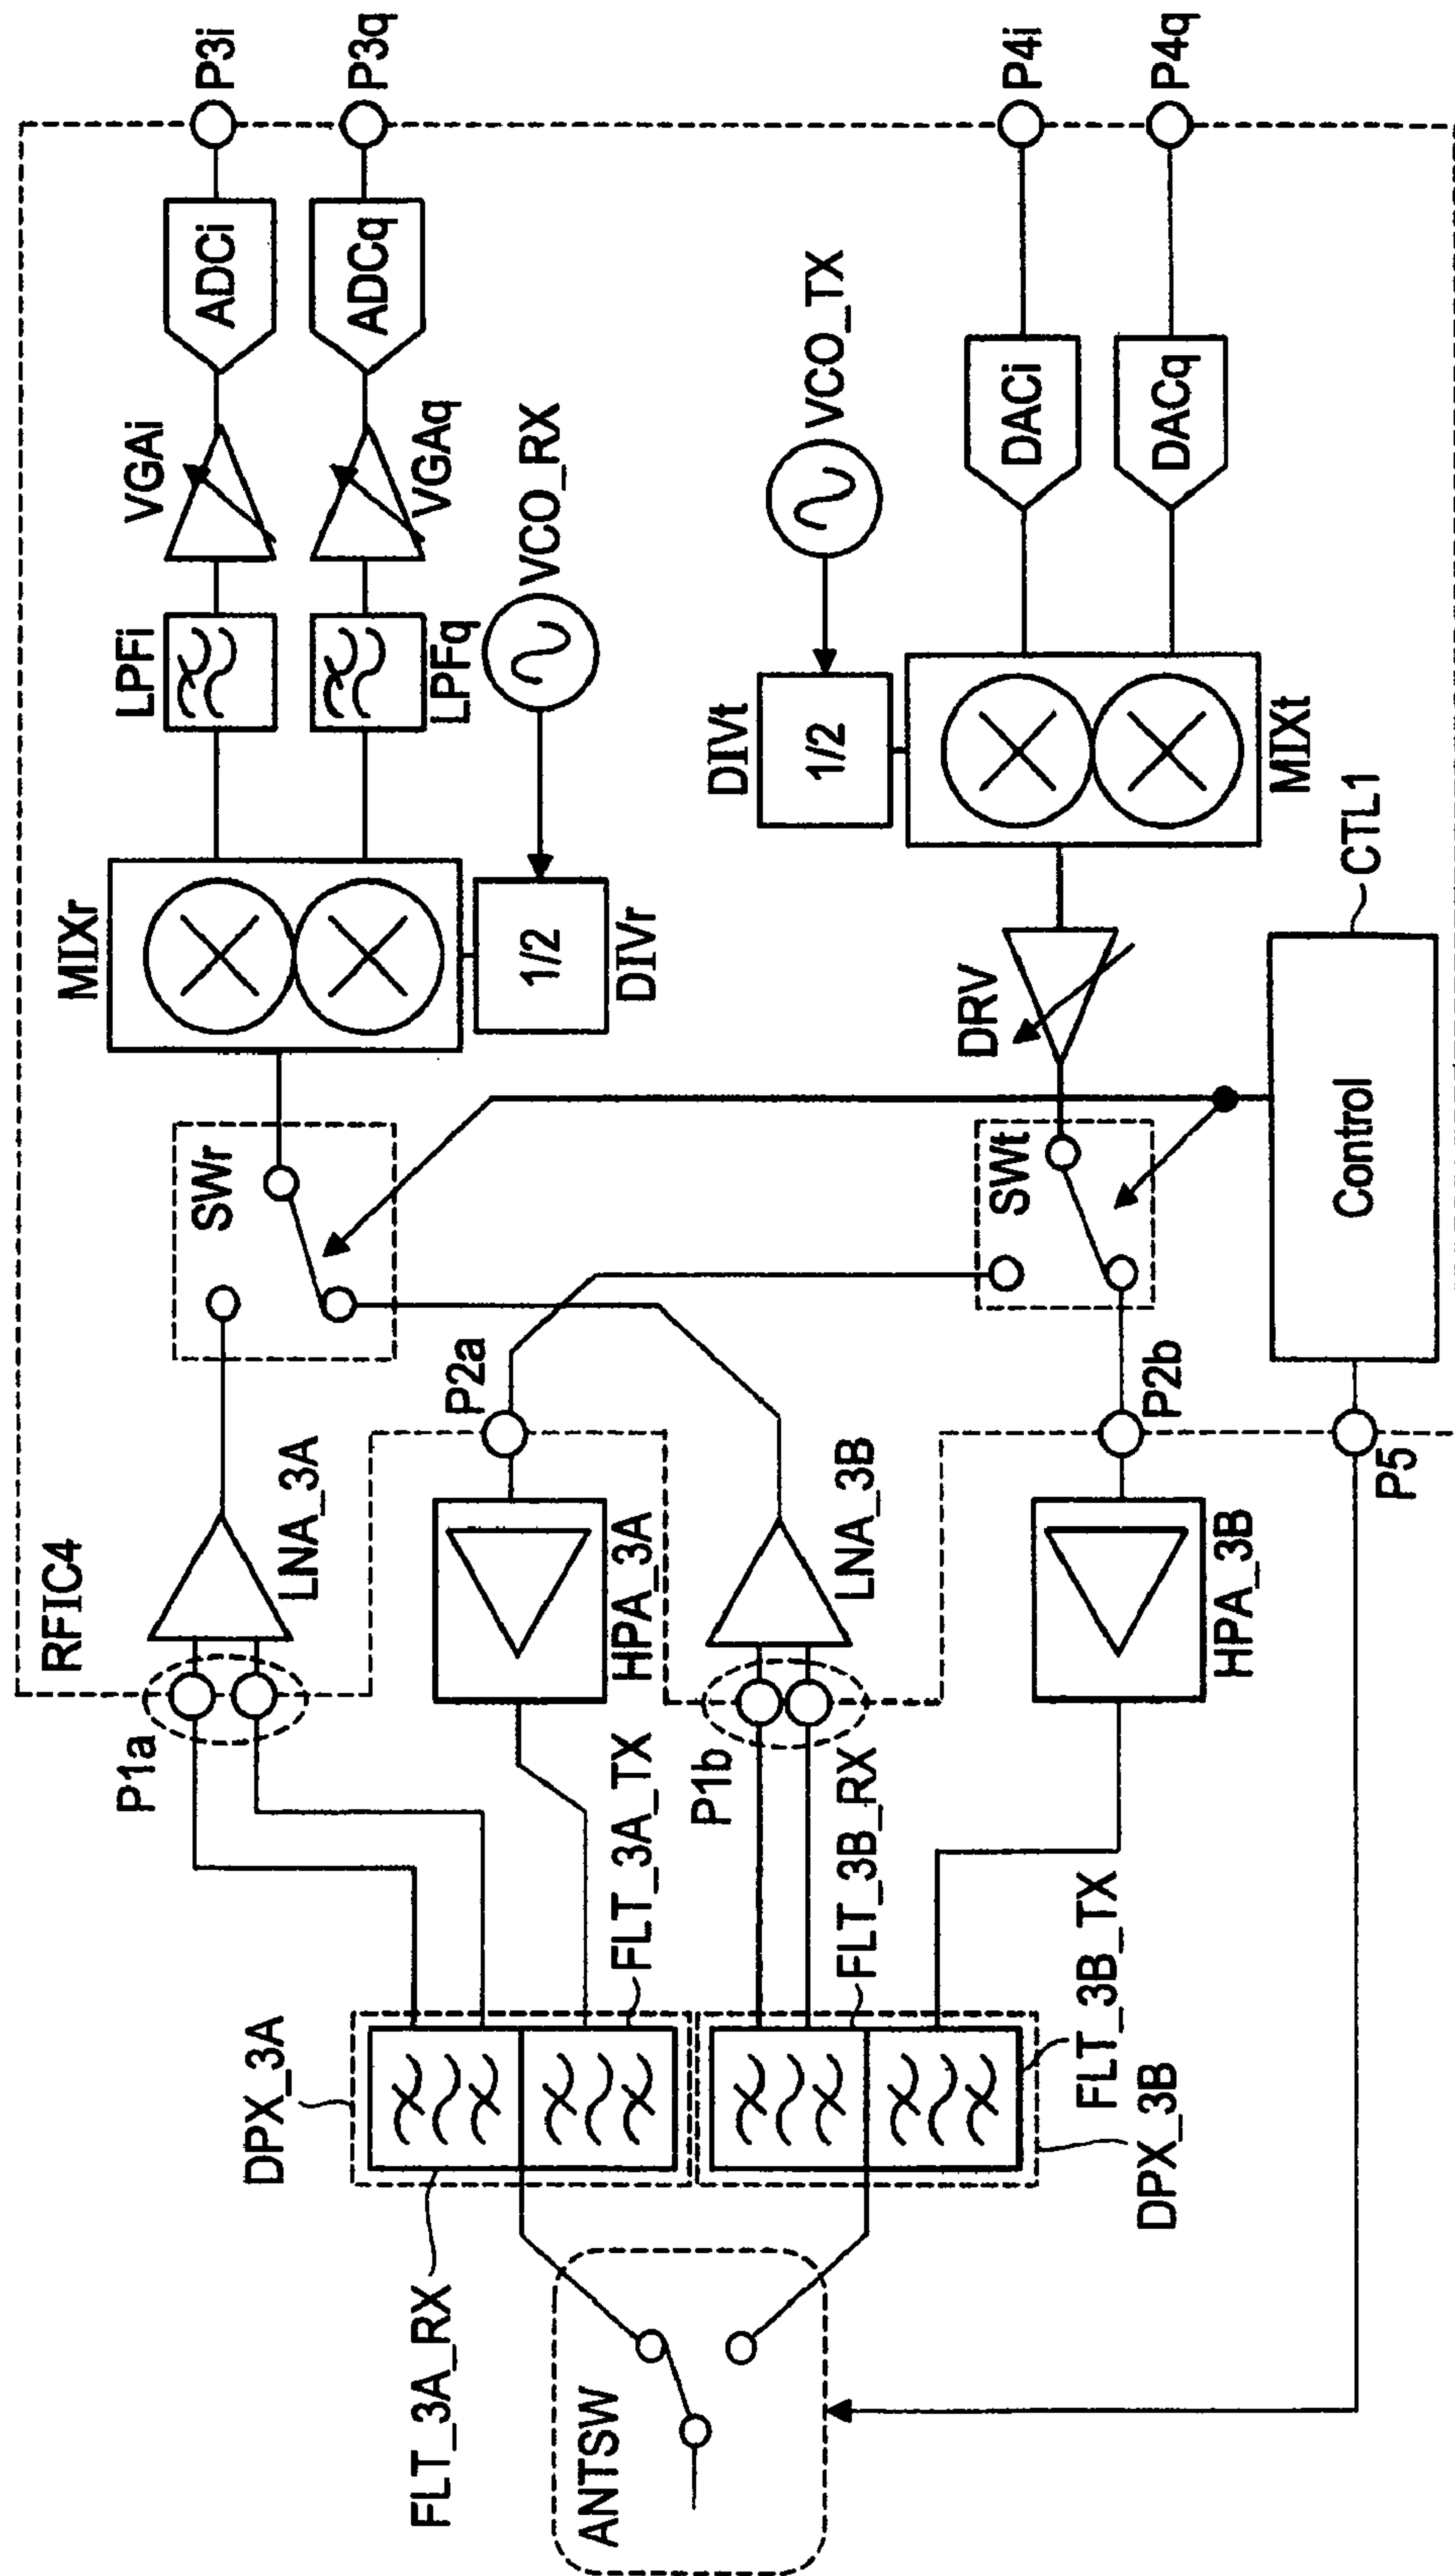 RFIC4
P1a
LNA_3A
SWr
MIXr
1/2
DIVr
LPFi
LPFq
VGAi
VGAq
VCO_RX
ADCi
ADCq
P3i
P3q
DPX_3A
FLT_3A_RX
FLT_3A_TX
HPA_3A
P2a
ANTSW
P1b
FLT_3B_RX
LNA_3B
DPX_3B
FLT_3B_TX
HPA_3B
P2b
SWt
DRV
DIVt
1/2
MIXt
VCO_TX
DACi
DACq
P4i
P4q
P5
Control
CTL1